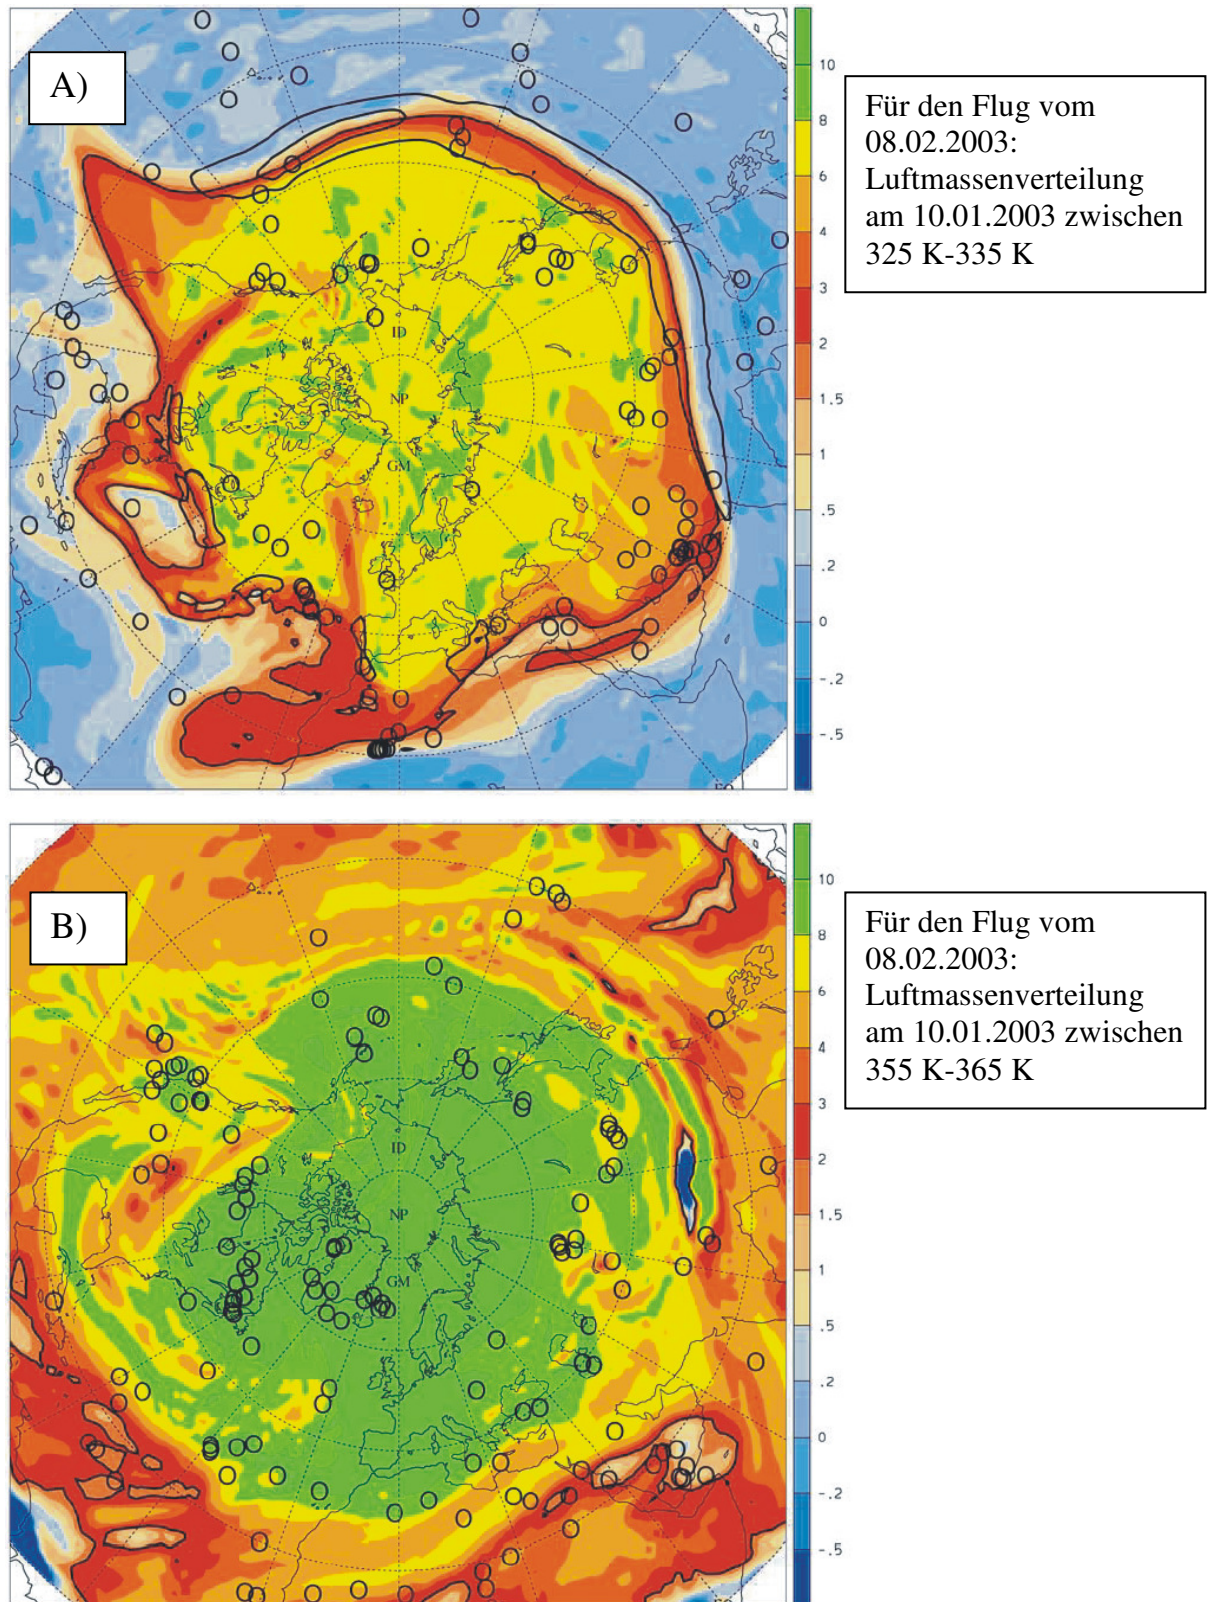 A)
Für den Flug vom
08.02.2003:
Luftmassenverteilung
am 10.01.2003 zwischen
325 K-335 K
10
8
6
4
3
2
1.5
1
.5
.2
0
-.2
-.5
ID
NP
GM
B)
Für den Flug vom
08.02.2003:
Luftmassenverteilung
am 10.01.2003 zwischen
355 K-365 K
10
8
6
4
3
2
1.5
1
.5
.2
0
-.2
-.5
ID
NP
GM